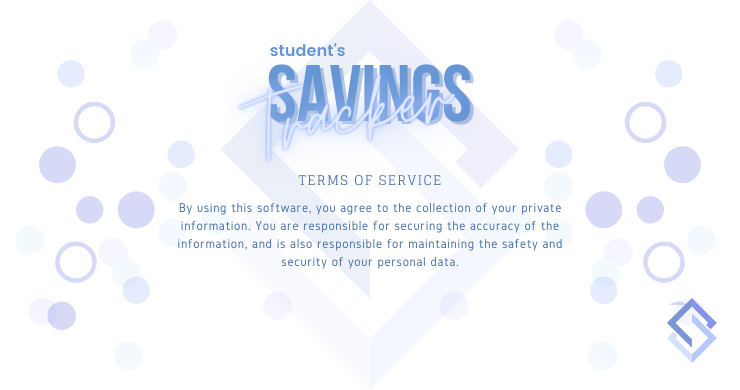 student's
SAVINGS
Tracker
TERMS OF SERVICE
By using this software, you agree to the collection of your private
information. You are responsible for securing the accuracy of the
information, and is also responsible for maintaining the safety and
security of your personal data.